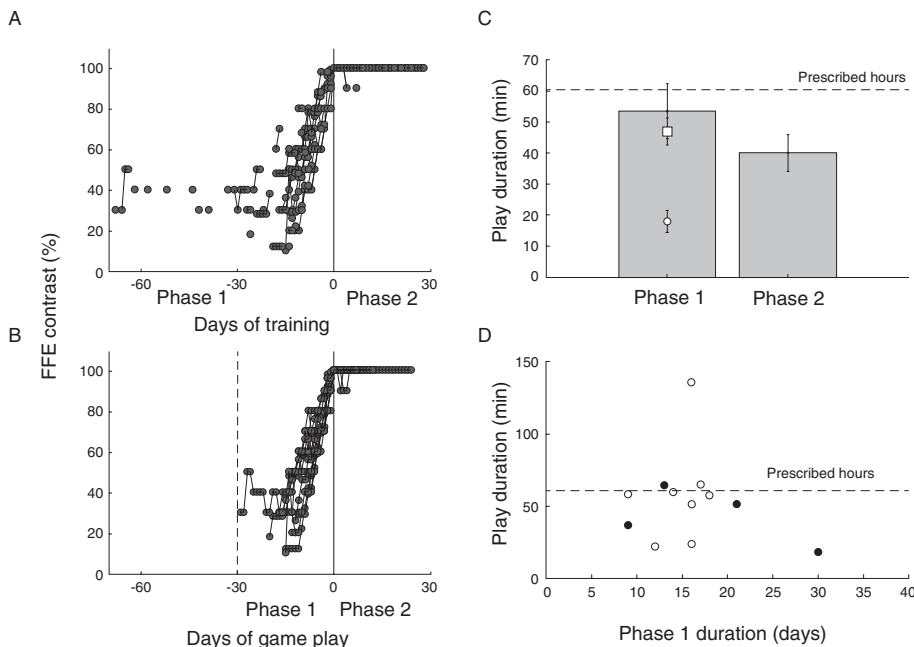 A
FFE contrast (%)
100
80
60
40
20
0
-60
-30
0
30
Phase 1
Phase 2
Days of training
B
100
80
60
40
20
0
-60
-30
0
30
Phase 1
Phase 2
Days of game play
C
Play duration (min)
70
60
50
40
30
20
10
0
Prescribed hours
Phase 1
Phase 2
D
Play duration (min)
150
100
50
0
Prescribed hours
0
5
10
15
20
25
30
35
40
Phase 1 duration (days)